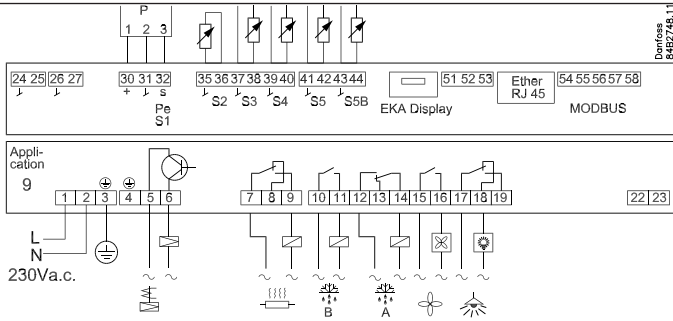 P
1 2 3
Danfoss
84B2748.11
24 25 26 27 30 31 32 35 36 37 38 39 40 41 42 43 44 51 52 53 Ether RJ 45 54 55 56 57 58
+ s S2 S3 S4 S5 S5B EKA Display MODBUS
Pe
S1
Appli-
cation
9
1 2 3 4 5 6 7 8 9 10 11 12 13 14 15 16 17 18 19 22 23
L
N
230Va.c.
B A